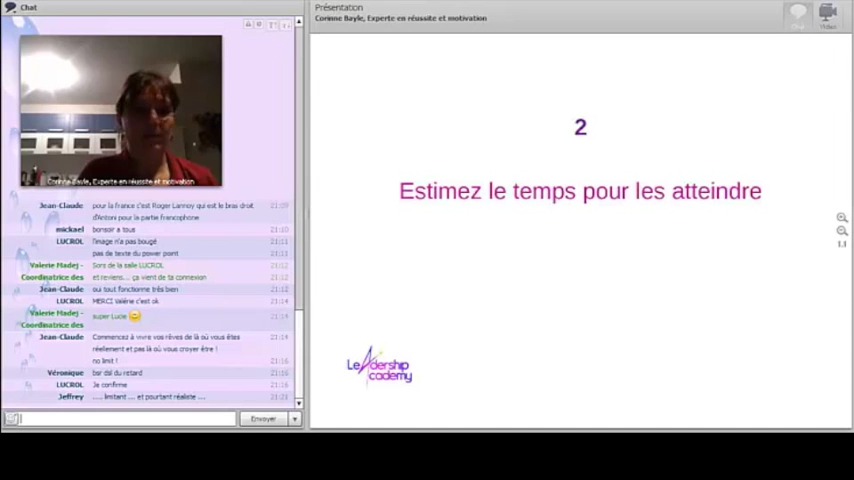 Chat
Corinne Bayle, Experte en réussite et motivation
Jean-Claude pour la france c'est Roger Lannoy qui est le bras droit 21:09
d'Antoni pour la partie francophone
mickael bonsoir a tous 21:10
LUCROL l'image n'a pas bougé 21:11
pas de texte du power point 21:11
Valerie Madej - Sors de la salle LUCROL 21:12
Coordinatrice des et reviens... ça vient de ta connexion 21:12
Jean-Claude oui tout fonctionne très bien 21:12
LUCROL MERCI Valérie c'est ok 21:14
Valerie Madej - super Lucie 21:14
Coordinatrice des
Jean-Claude Commencez à vivre vos rêves de là où vous êtes 21:14
réellement et pas là où vous croyer être !
no limit ! 21:16
Véronique bsr dsl du retard 21:16
LUCROL Je confirme 21:16
Jeffrey .... limitant ... et pourtant réaliste ... 21:21
Envoyer
Présentation
Corinne Bayle, Experte en réussite et motivation
Chat Video
2
Estimez le temps pour les atteindre
Leadership
Academy
1:1